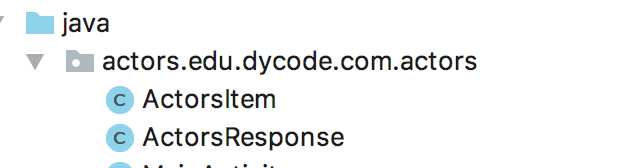 java
actors.edu.dycode.com.actors
C ActorsItem
C ActorsResponse